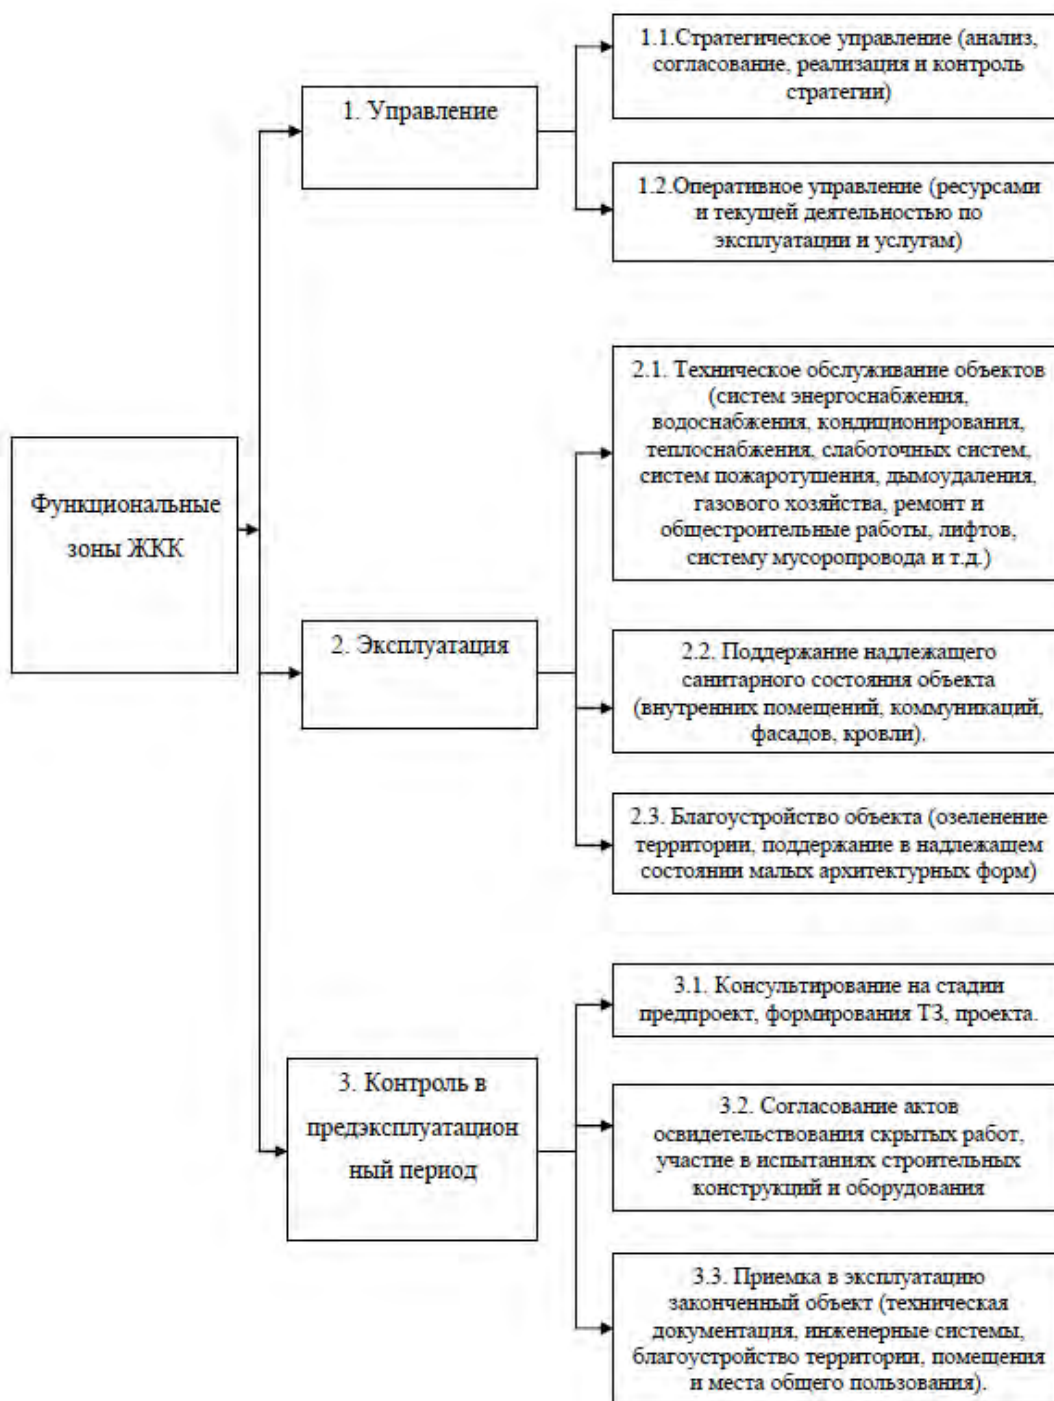 Функциональные
зоны ЖКК
1. Управление
1.1.Стратегическое управление (анализ,
согласование, реализация и контроль
стратегии)
1.2.Оперативное управление (ресурсами
и текущей деятельностью по
эксплуатации и услугам)
2. Эксплуатация
2.1. Техническое обслуживание объектов
(систем энергоснабжения,
водоснабжения, кондиционирования,
теплоснабжения, слаботочных систем,
систем пожаротушения, дымоудаления,
газового хозяйства, ремонт и
общестроительные работы, лифтов,
систему мусоропровода и т.д.)
2.2. Поддержание надлежащего
санитарного состояния объекта
(внутренних помещений, коммуникаций,
фасадов, кровли).
2.3. Благоустройство объекта (озеленение
территории, поддержание в надлежащем
состоянии малых архитектурных форм)
3. Контроль в
предэксплуатацион
ный период
3.1. Консультирование на стадии
предпроект, формирования ТЗ, проекта.
3.2. Согласование актов
освидетельствования скрытых работ,
участие в испытаниях строительных
конструкций и оборудования
3.3. Приемка в эксплуатацию
законченный объект (техническая
документация, инженерные системы,
благоустройство территории, помещения
и места общего пользования).